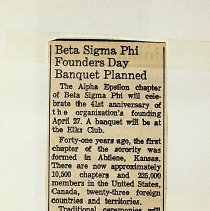 Beta Sigma Phi
Founders Day
Banquet Planned
The Alpha Epsilon chapter
of Beta Sigma Phi will cele-
brate the 41st anniversary of
the organization's founding
April 27. A banquet will be at
the Elks Club.
Forty-one years ago, the first
chapter of the sorority was
formed in Abilene, Kansas.
There are now approximately
10,500 chapters and 225,000
members in the United States,
Canada, twenty-three foreign
countries and territories.
Traditional ceremonies will